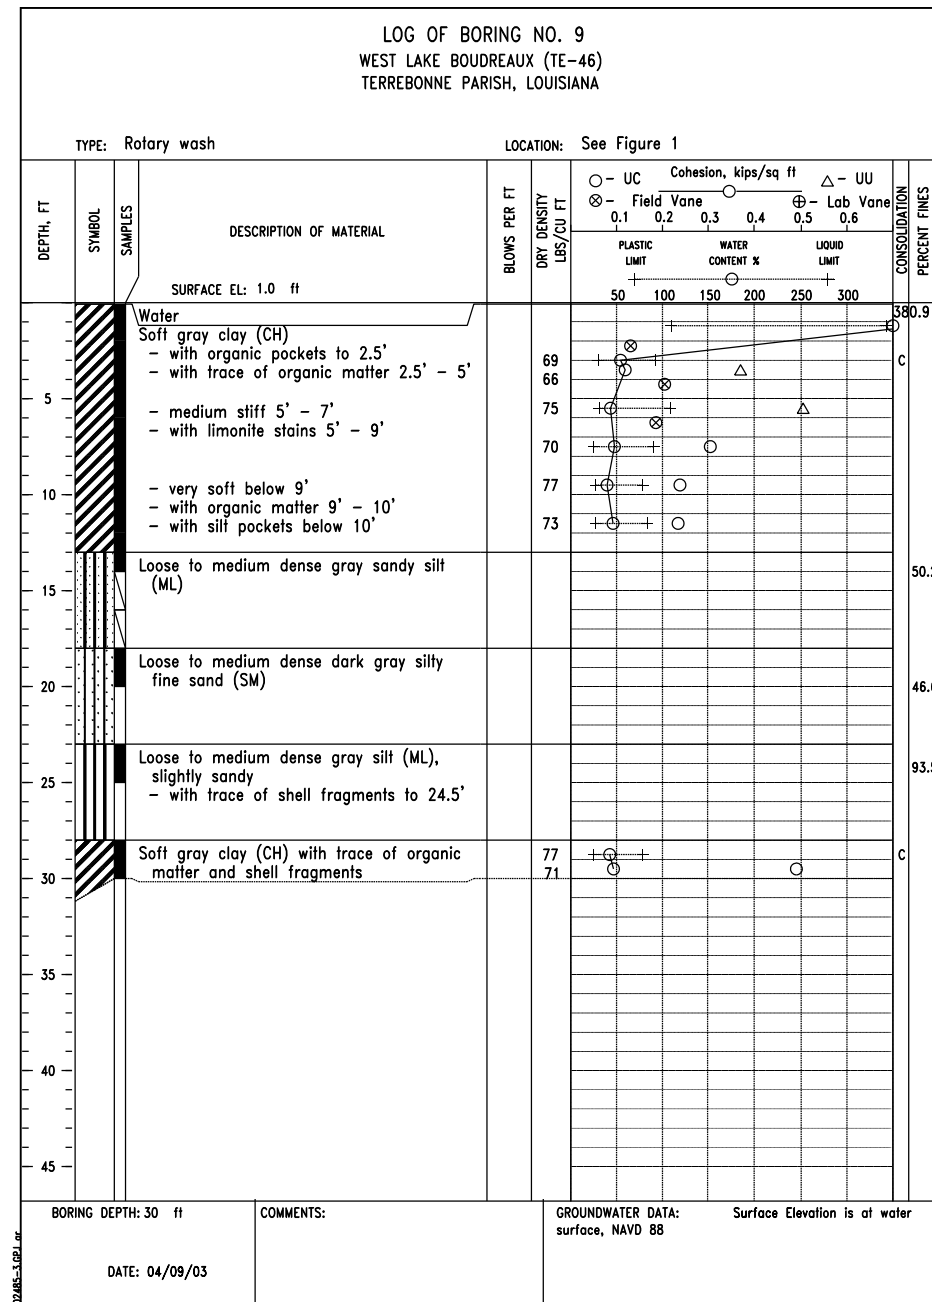 LOG OF BORING NO. 9
WEST LAKE BOUDREAUX (TE-46)
TERREBONNE PARISH, LOUISIANA
TYPE: Rotary wash
LOCATION: See Figure 1
DEPTH, FT
SYMBOL
SAMPLES
DESCRIPTION OF MATERIAL
SURFACE EL: 1.0 ft
BLOWS PER FT
DRY DENSITY
LBS/CU FT
- UC
Cohesion, kips/sq ft
- UU
- Field Vane
- Lab Vane
0.1 0.2 0.3 0.4 0.5 0.6
PLASTIC LIMIT
WATER CONTENT %
LIQUID LIMIT
50 100 150 200 250 300
CONSOLIDATION
PERCENT FINES
Water
380.9
Soft gray clay (CH)
- with organic pockets to 2.5'
69 C
- with trace of organic matter 2.5' - 5'
66
5
- medium stiff 5' - 7'
75
- with limonite stains 5' - 9'
70
- very soft below 9'
77
10
- with organic matter 9' - 10'
- with silt pockets below 10'
73
Loose to medium dense gray sandy silt
(ML)
50.
15
Loose to medium dense dark gray silty
fine sand (SM)
20
46.
Loose to medium dense gray silt (ML),
slightly sandy
93.
- with trace of shell fragments to 24.5'
25
Soft gray clay (CH) with trace of organic
77 C
matter and shell fragments
71
30
35
40
45
BORING DEPTH: 30 ft
COMMENTS:
GROUNDWATER DATA: Surface Elevation is at water
surface, NAVD 88
DATE: 04/09/03